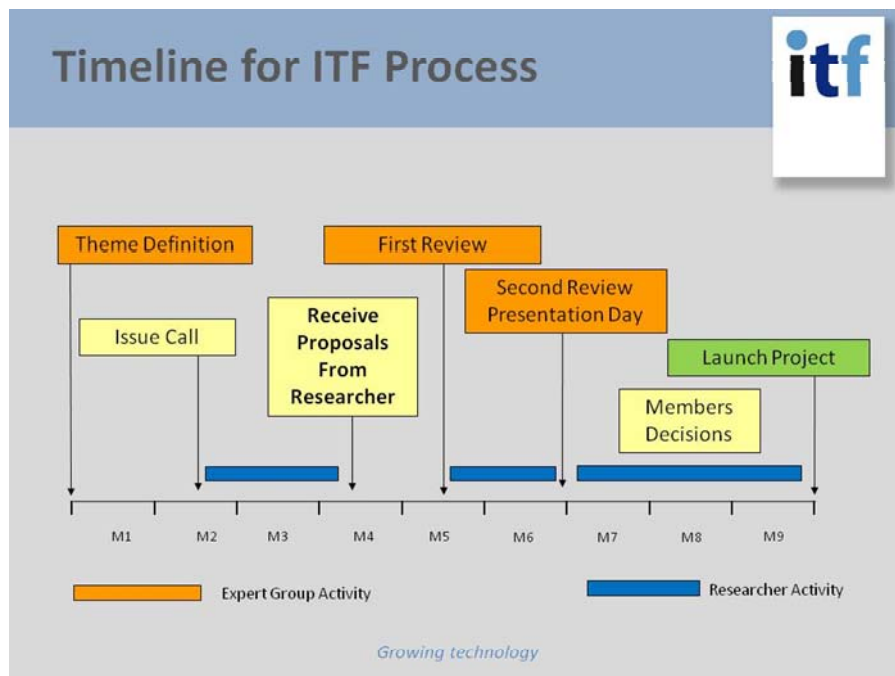 Timeline for ITF Process
itf
Theme Definition
First Review
Second Review
Presentation Day
Issue Call
Receive
Proposals
From
Researcher
Launch Project
Members
Decisions
M1
M2
M3
M4
M5
M6
M7
M8
M9
Expert Group Activity
Researcher Activity
Growing technology